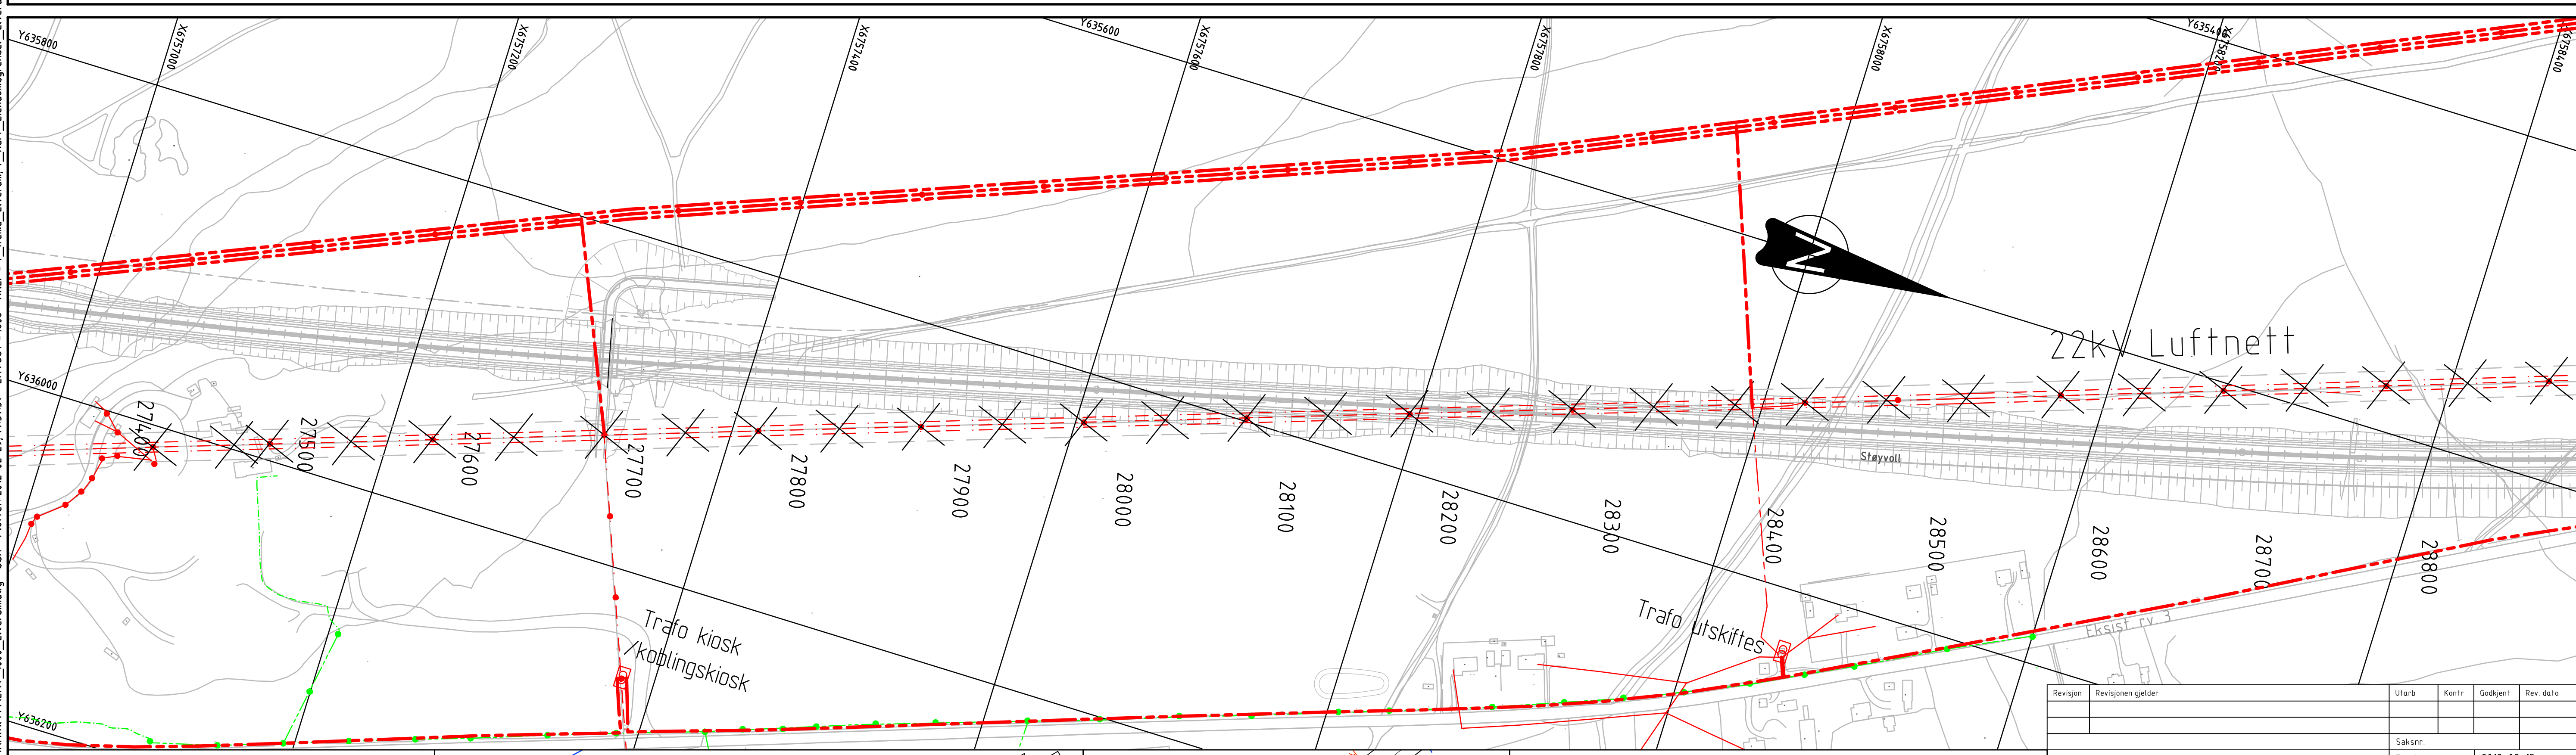 Y635800
X6757000
X6757200
X6757400
Y635600
X6757600
X6757800
X6758000
Y635400
X6758200
X6758400
N
22kV Luftnett
Y636000
27400
27500
27600
27700
27800
27900
28000
28100
28200
28300
28400
28500
28600
28700
28800
Støyvoll
Trafo kiosk
/koblingskiosk
Trafo utskiftes
Eksist. rv. 3
Y636200
Revisjon Revisjonen gjelder Utarb Kontr Godkjent Rev. dato
Saksnr.